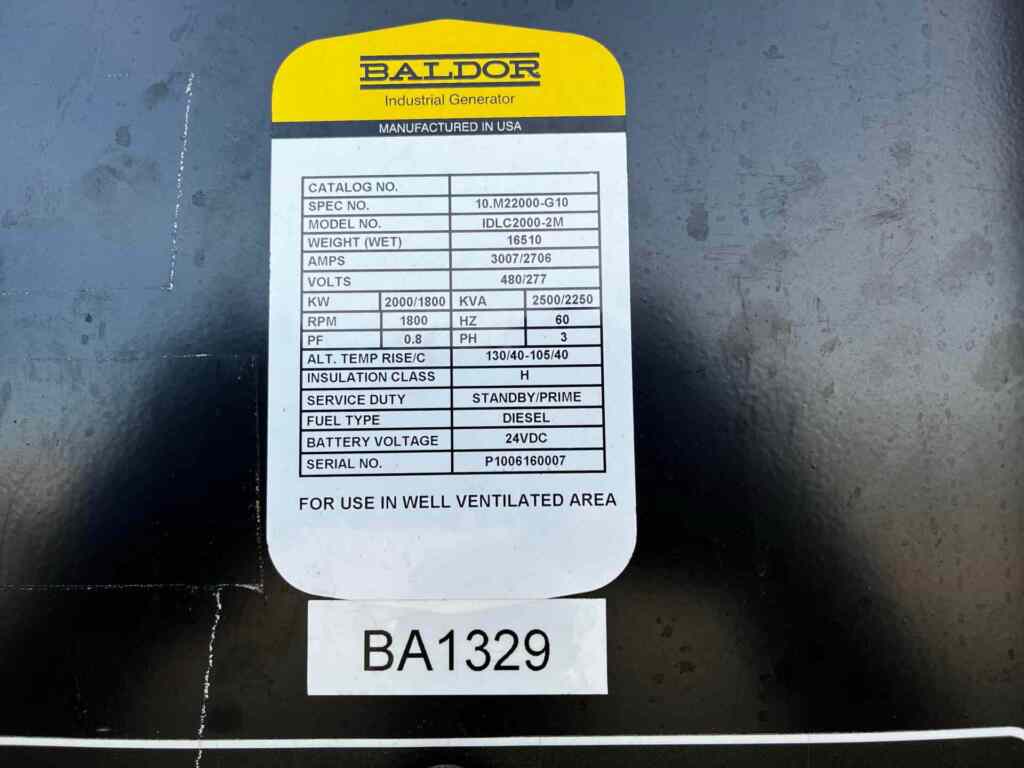 BALDOR
Industrial Generator
MANUFACTURED IN USA
CATALOG NO.
SPEC NO. 10.M22000-G10
MODEL NO. IDLC2000-2M
WEIGHT (WET) 16510
AMPS 3007/2706
VOLTS 480/277
KW 2000/1800 KVA 2500/2250
RPM 1800 HZ 60
PF 0.8 PH 3
ALT. TEMP RISE/C 130/40-105/40
INSULATION CLASS H
SERVICE DUTY STANDBY/PRIME
FUEL TYPE DIESEL
BATTERY VOLTAGE 24VDC
SERIAL NO. P1006160007
FOR USE IN WELL VENTILATED AREA
BA1329